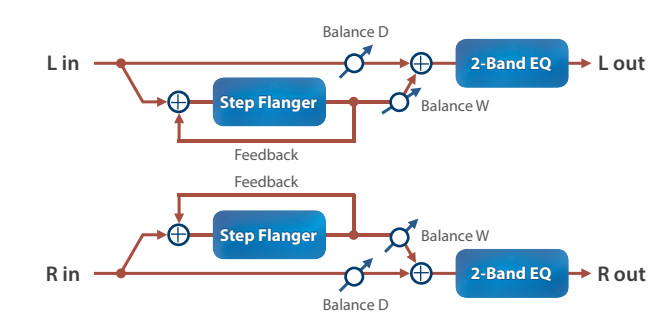 Balance D
L in
2-Band EQ
L out
Step Flanger
Balance W
Feedback
Feedback
Step Flanger
Balance W
R in
2-Band EQ
R out
Balance D